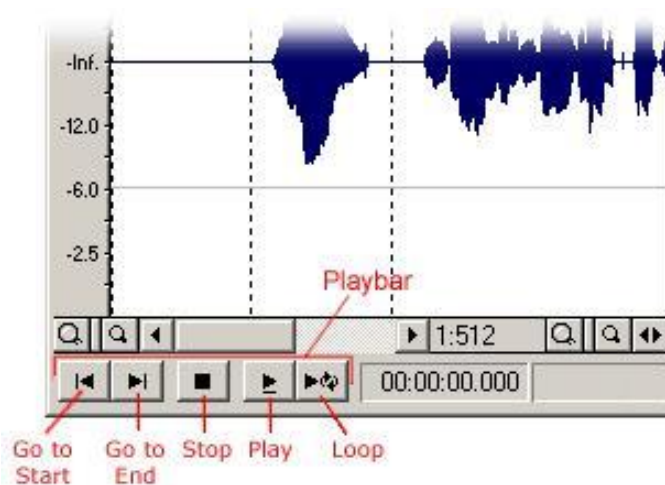 -Inf.
-12.0
-6.0
-2.5
Playbar
1:512
00:00:00.000
Go to
Start
Go to
End
Stop
Play
Loop